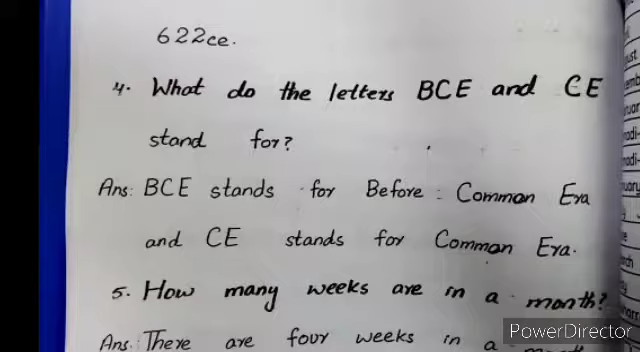 622ce.
4. What do the letters BCE and CE
stand for?
Ans: BCE stands for Before : Common Era
and CE stands for Common Era.
5. How many weeks are in a month?
Ans: There are four weeks in a month
PowerDirector